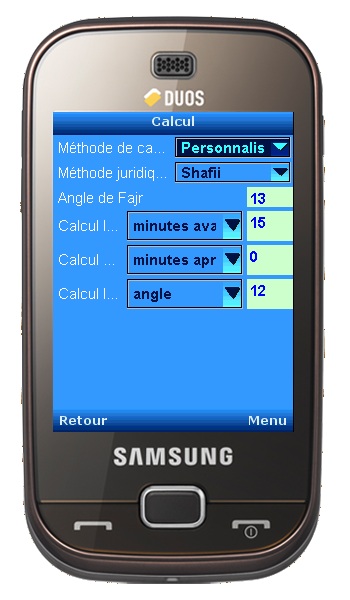 DUOS
Calcul
Méthode de ca... Personnalis
Méthode juridiq... Shafii
Angle de Fajr 13
Calcul I... minutes ava 15
Calcul ... minutes apr 0
Calcul I... angle 12
Retour Menu
SAMSUNG